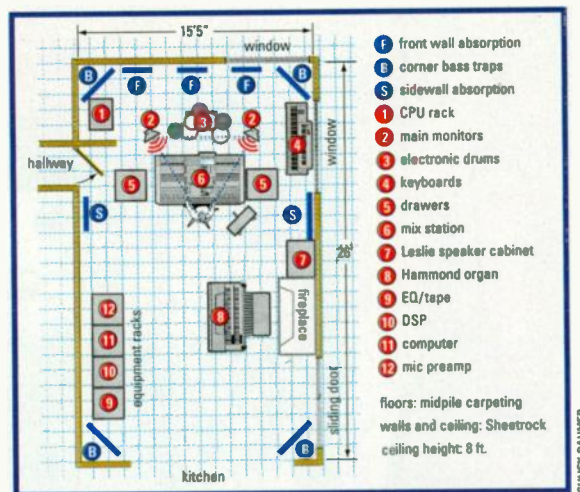 15'5"
window
B
F
F
F
B
1
2
3
2
4
window
hallway
5
6
5
S
S
26'
7
8
fireplace
12
11
10
9
equipment racks
sliding door
B
B
kitchen
F front wall absorption
B corner bass traps
S sidewall absorption
1 CPU rack
2 main monitors
3 electronic drums
4 keyboards
5 drawers
6 mix station
7 Leslie speaker cabinet
8 Hammond organ
9 EQ/tape
10 DSP
11 computer
12 mic preamp
floors: midpile carpeting
walls and ceiling: Sheetrock
ceiling height: 8 ft.